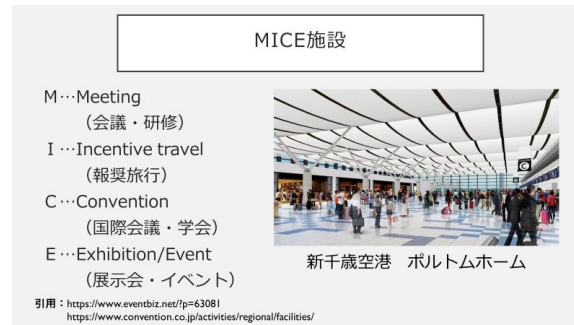 MICE施設
M…Meeting
（会議・研修）
I…Incentive travel
（報奨旅行）
C…Convention
（国際会議・学会）
E…Exhibition/Event
（展示会・イベント）
C
新千歳空港　ポルトムホーム
引用：https://www.eventbiz.net/?p=63081
https://www.convention.co.jp/activities/regional/facilities/